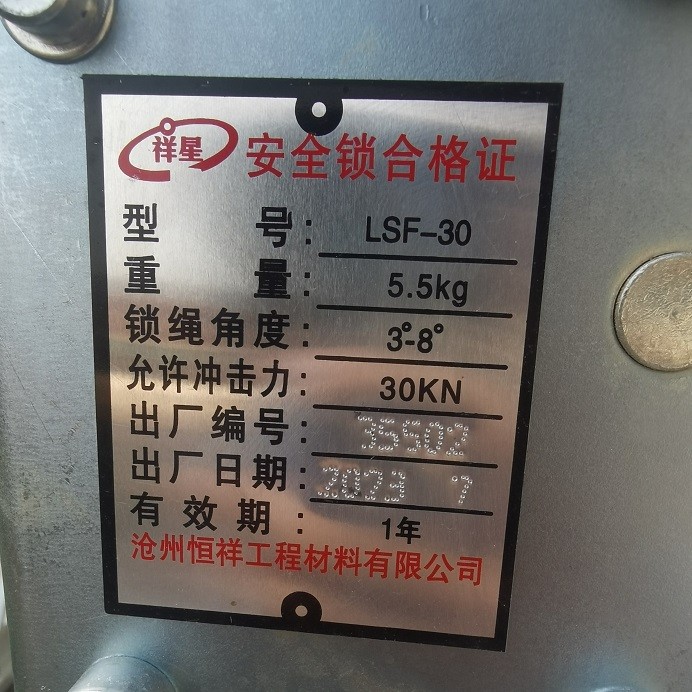 祥星 安全锁合格证
型号: LSF-30
重量: 5.5kg
锁绳角度: 3°-8°
允许冲击力: 30KN
出厂编号: 35502
出厂日期: 2023 7
有效期: 1年
沧州恒祥工程材料有限公司